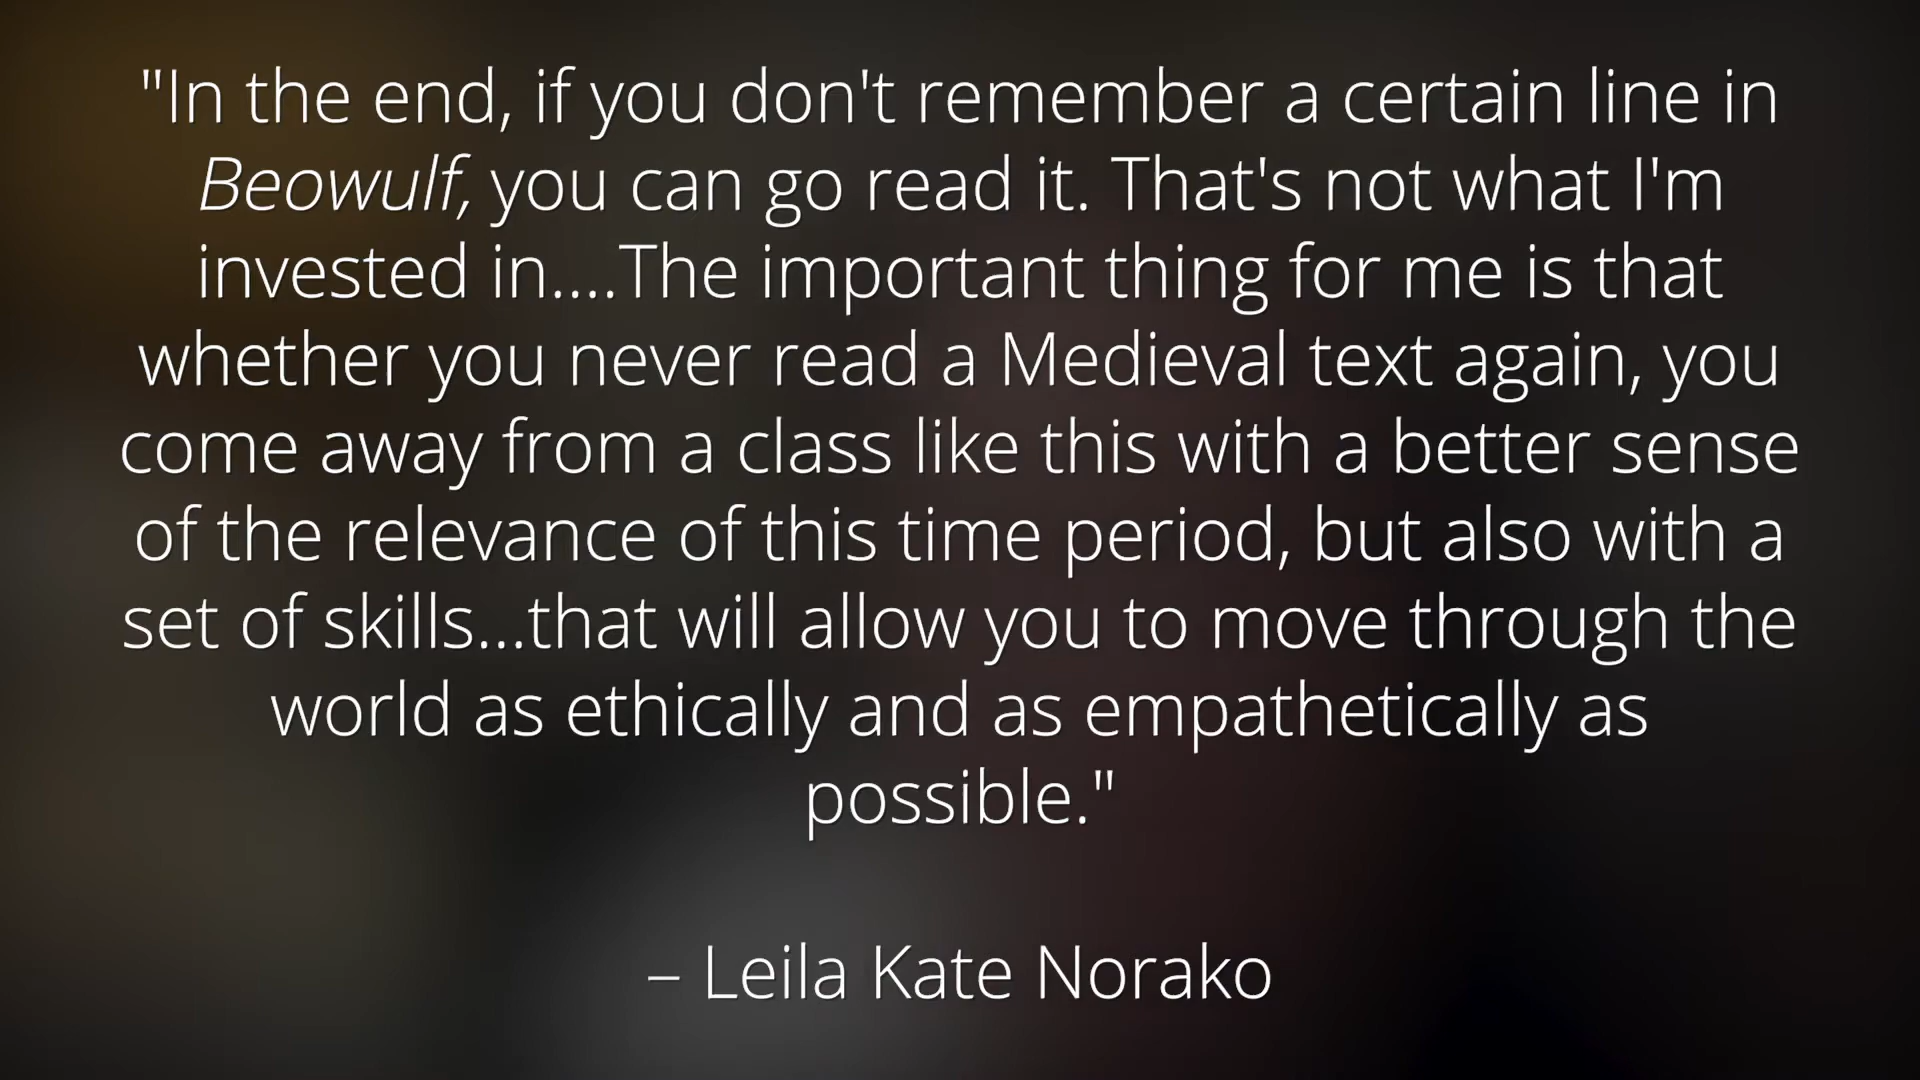 "In the end, if you don't remember a certain line in
Beowulf, you can go read it. That's not what I'm
invested in....The important thing for me is that
whether you never read a Medieval text again, you
come away from a class like this with a better sense
of the relevance of this time period, but also with a
set of skills...that will allow you to move through the
world as ethically and as empathetically as
possible."
– Leila Kate Norako